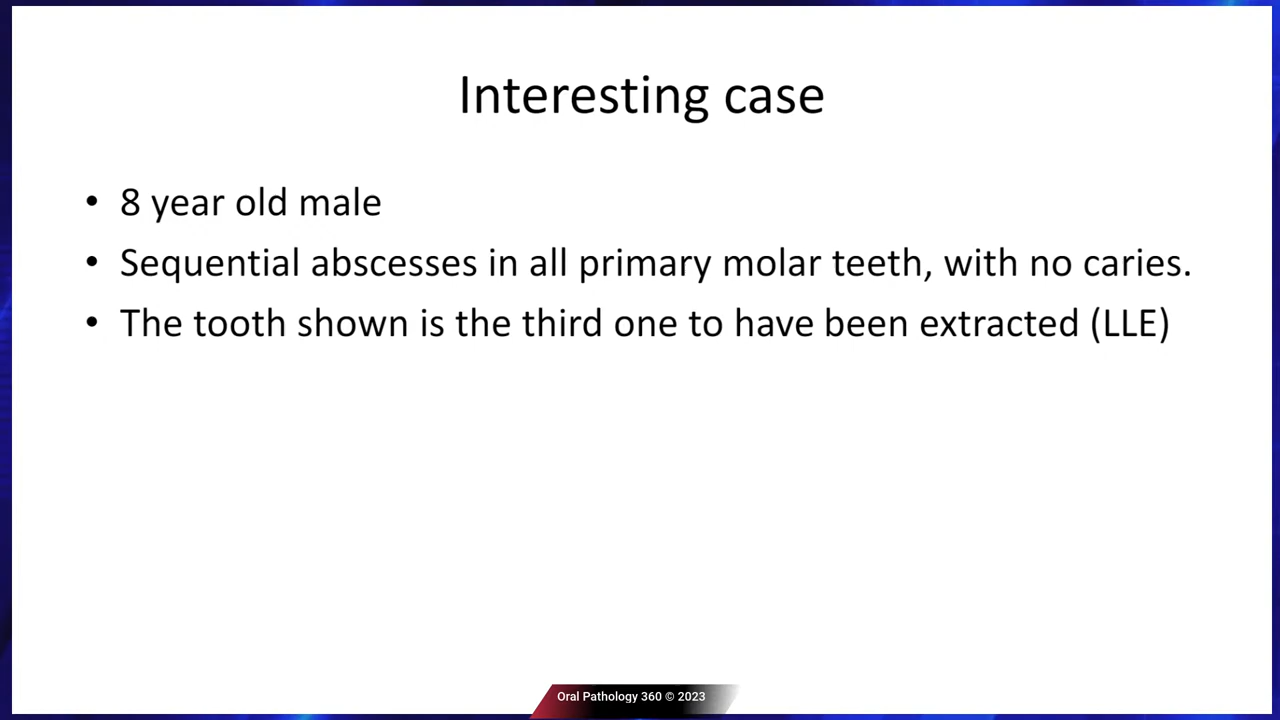 Interesting case
• 8 year old male
• Sequential abscesses in all primary molar teeth, with no caries.
• The tooth shown is the third one to have been extracted (LLE)
Oral Pathology 360 © 2023